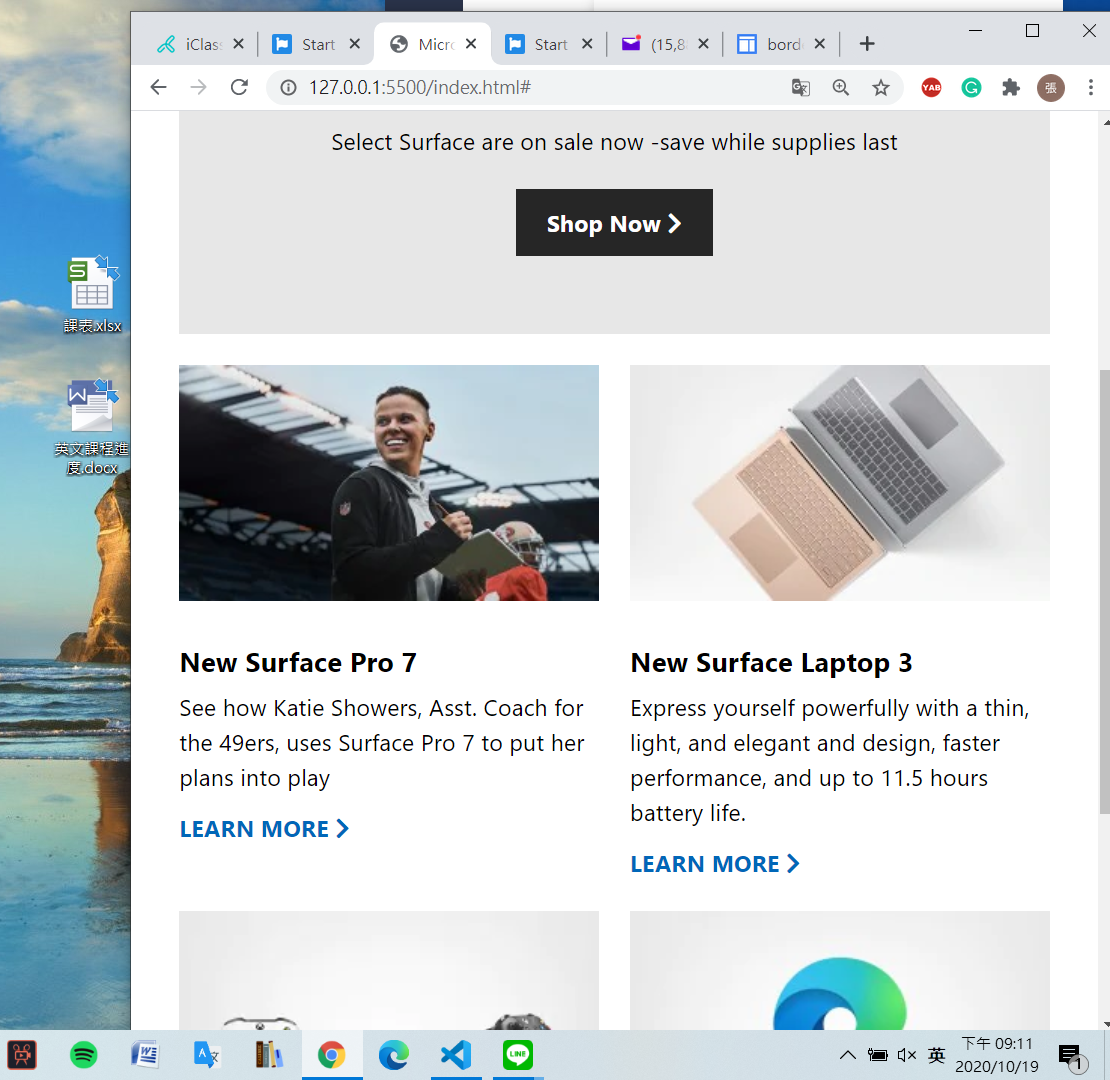 iClas
Start
Micro
Start
(15,8
bord
127.0.0.1:5500/index.html#
YAB
張
Select Surface are on sale now -save while supplies last
Shop Now
課表.xlsx
英文課程進
度.docx
New Surface Pro 7
See how Katie Showers, Asst. Coach for
the 49ers, uses Surface Pro 7 to put her
plans into play
LEARN MORE
New Surface Laptop 3
Express yourself powerfully with a thin,
light, and elegant and design, faster
performance, and up to 11.5 hours
battery life.
LEARN MORE
LINE
英
下午 09:11
2020/10/19
1